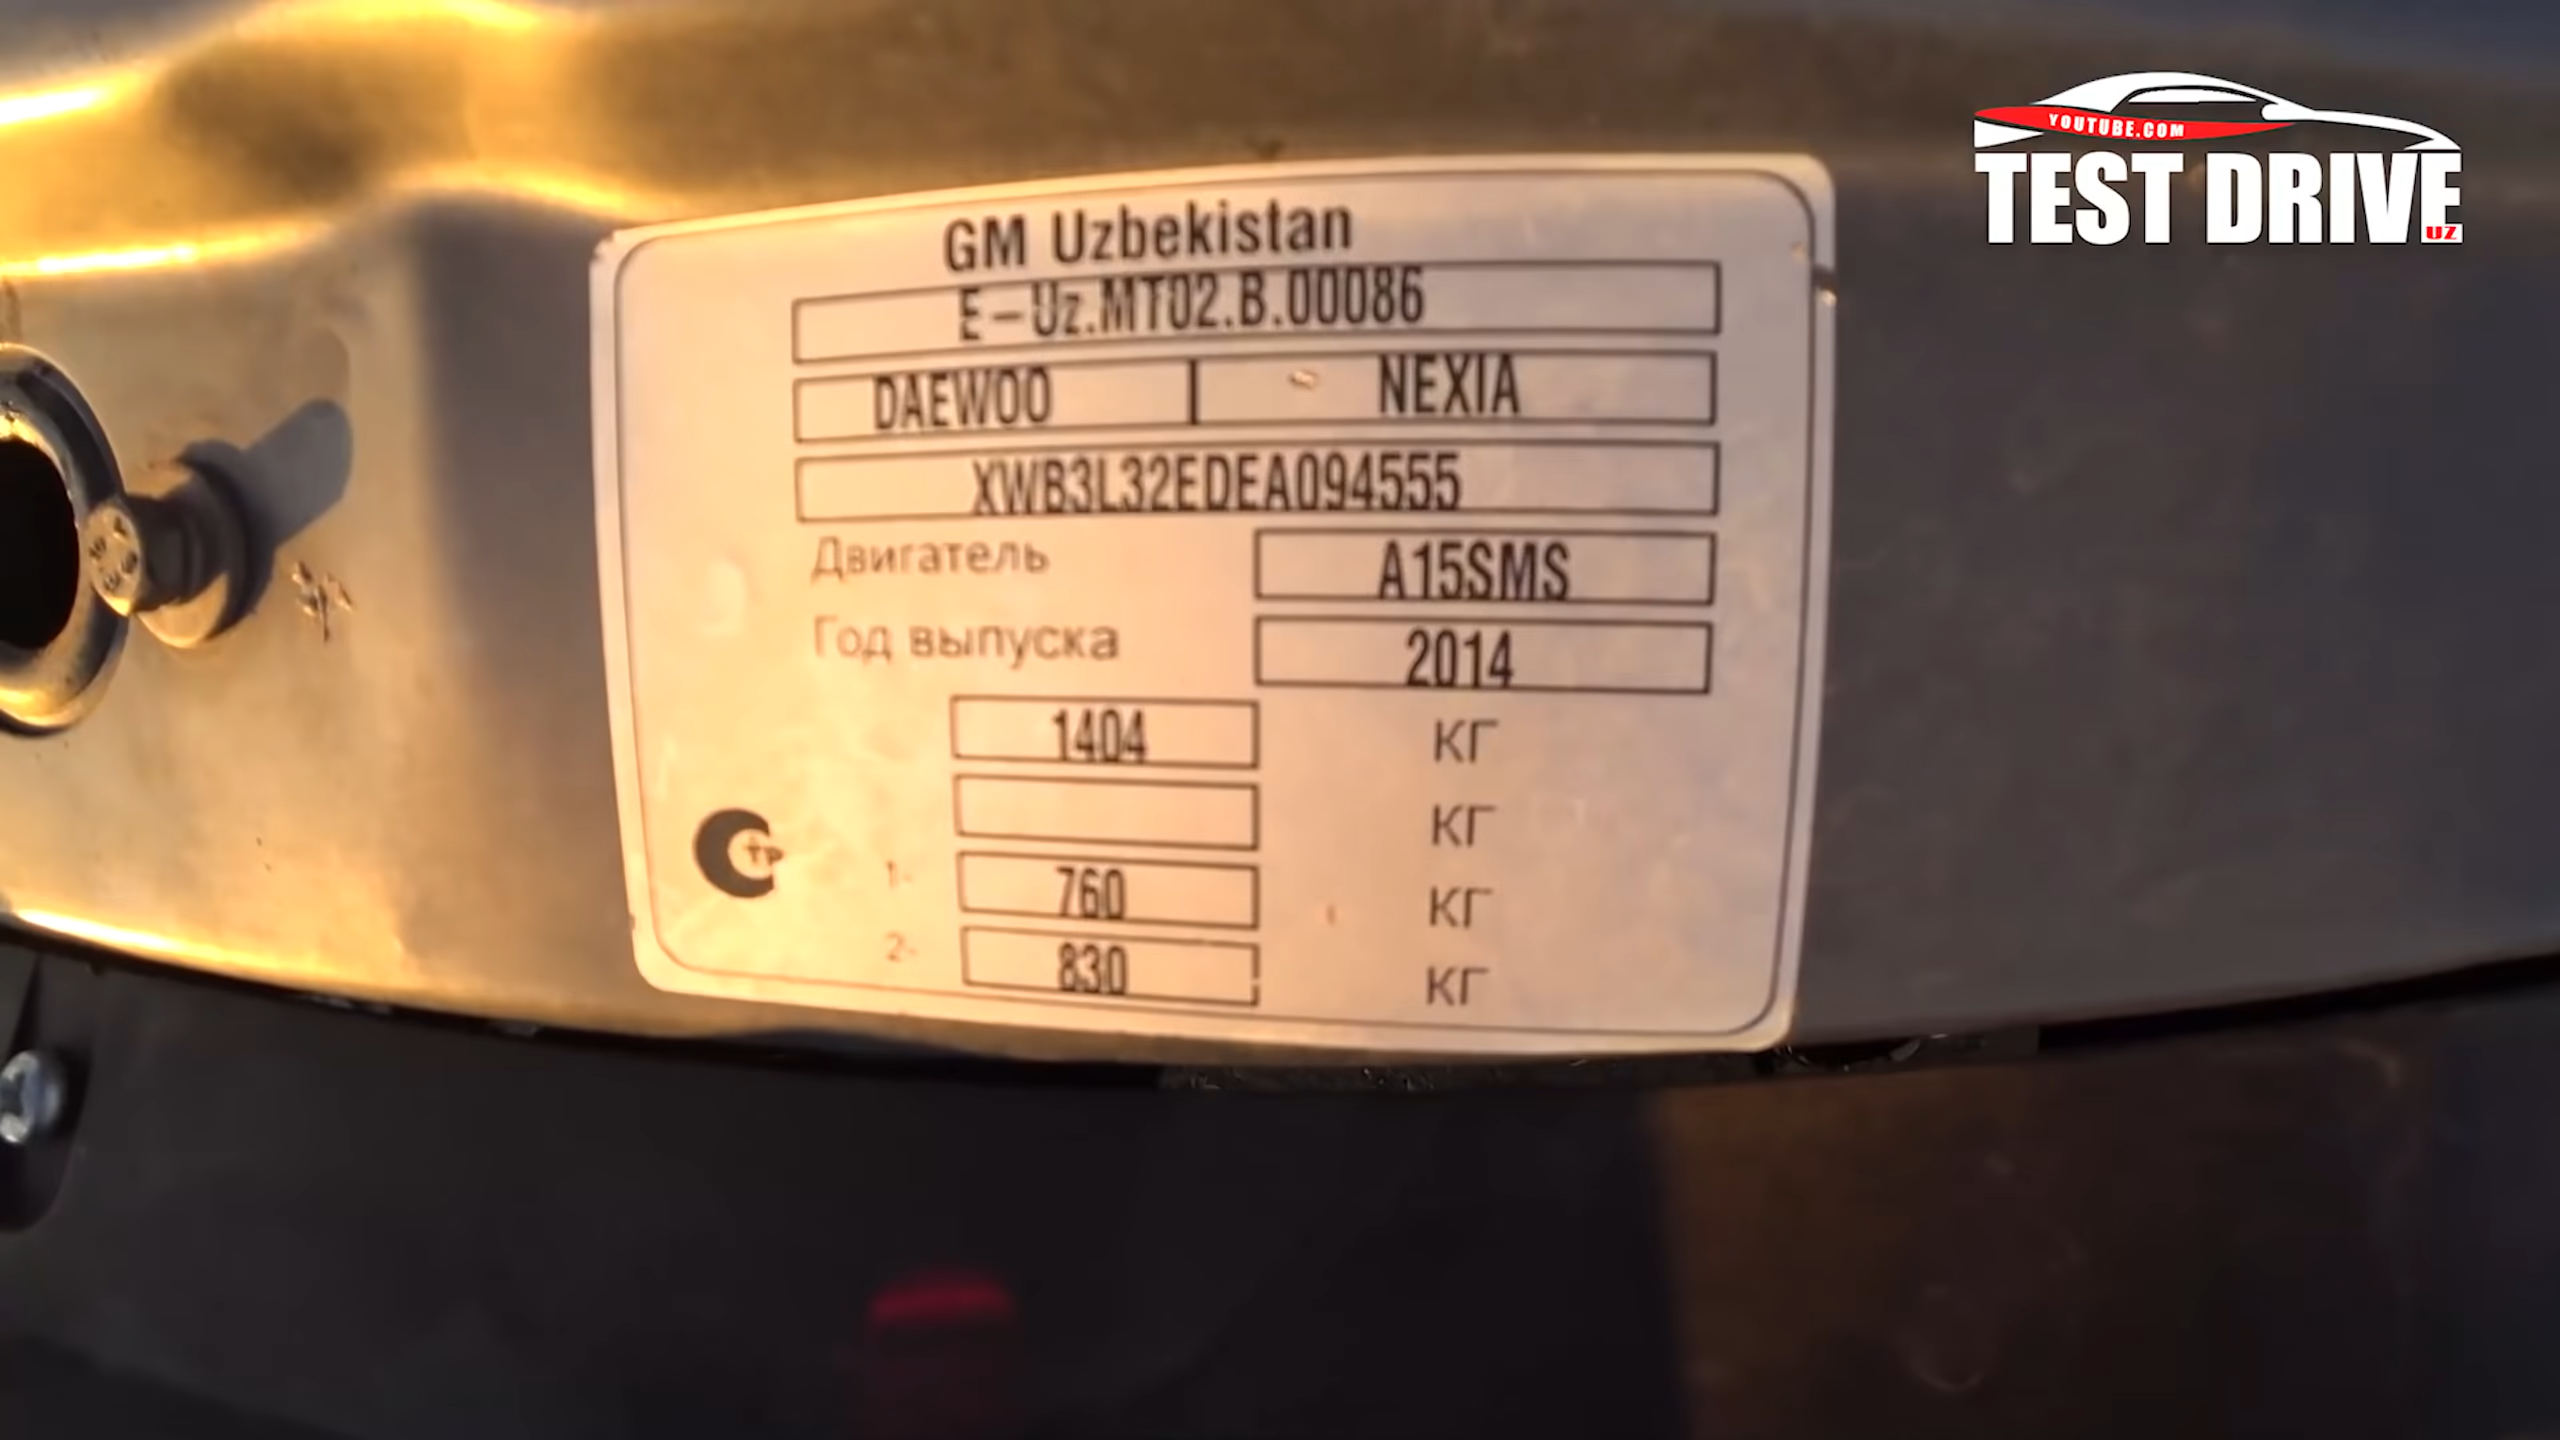 YOUTUBE.COM
TEST DRIVE
UZ
GM Uzbekistan
E-Uz.MT02.B.00086
DAEWOO NEXIA
XWB3L32EDEA094555
Двигатель A15SMS
Год выпуска 2014
1404 КГ
КГ
1- 760 КГ
2- 830 КГ